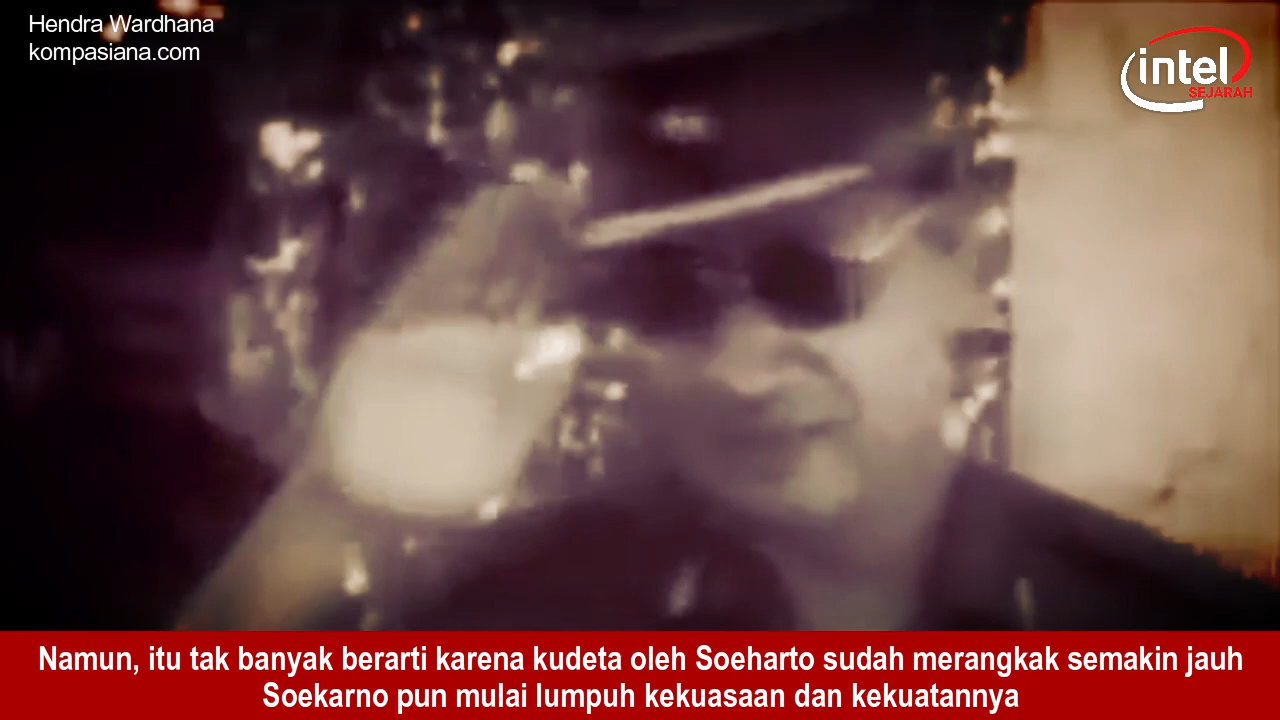 Hendra Wardhana
kompasiana.com
intel
SEJARAH
Namun, itu tak banyak berarti karena kudeta oleh Soeharto sudah merangkak semakin jauh
Soekarno pun mulai lumpuh kekuasaan dan kekuatannya